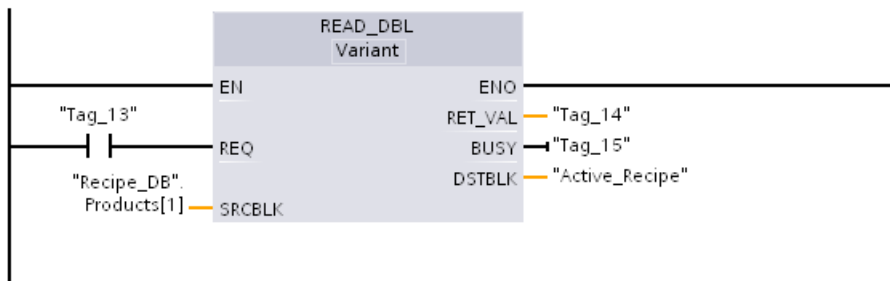 READ_DBL
Variant
EN
ENO
"Tag_13"
RET_VAL
"Tag_14"
REQ
BUSY
"Tag_15"
"Recipe_DB".
DSTBLK
"Active_Recipe"
Products[1]
SRCBLK